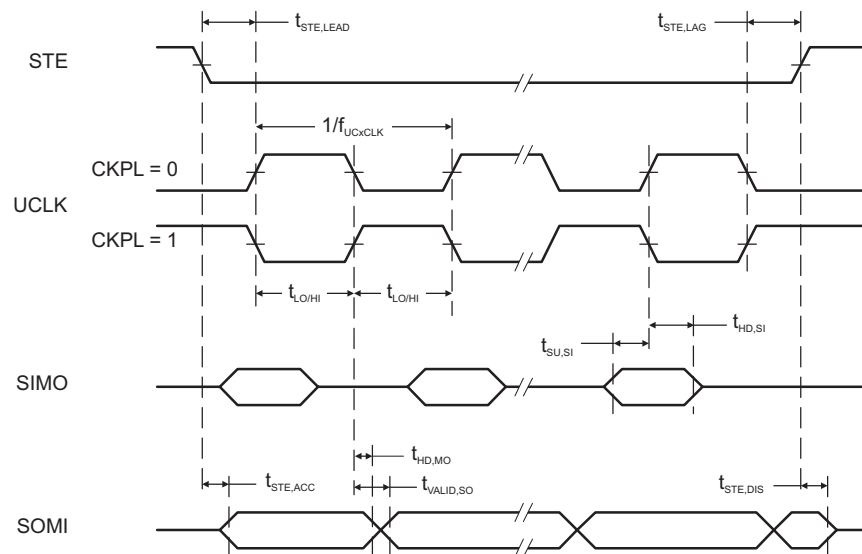 tSTE,LEAD
tSTE,LAG
STE
1/fUCxCLK
CKPL = 0
UCLK
CKPL = 1
tLO/HI
tLO/HI
tHD,SI
tSU,SI
SIMO
tHD,MO
tSTE,ACC
tVALID,SO
tSTE,DIS
SOMI